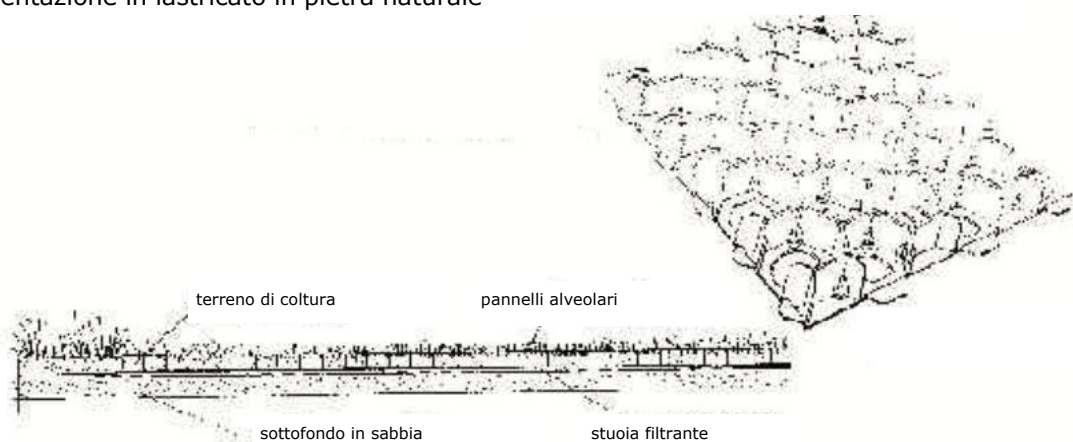 entazione in lastricato in pietra naturale
terreno di coltura pannelli alveolari
sottofondo in sabbia stuoia filtrante